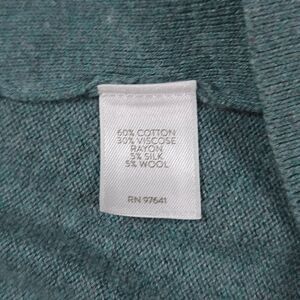 60% COTTON
30% VISCOSE
RAYON
5% SILK
5% WOOL
RN 97641